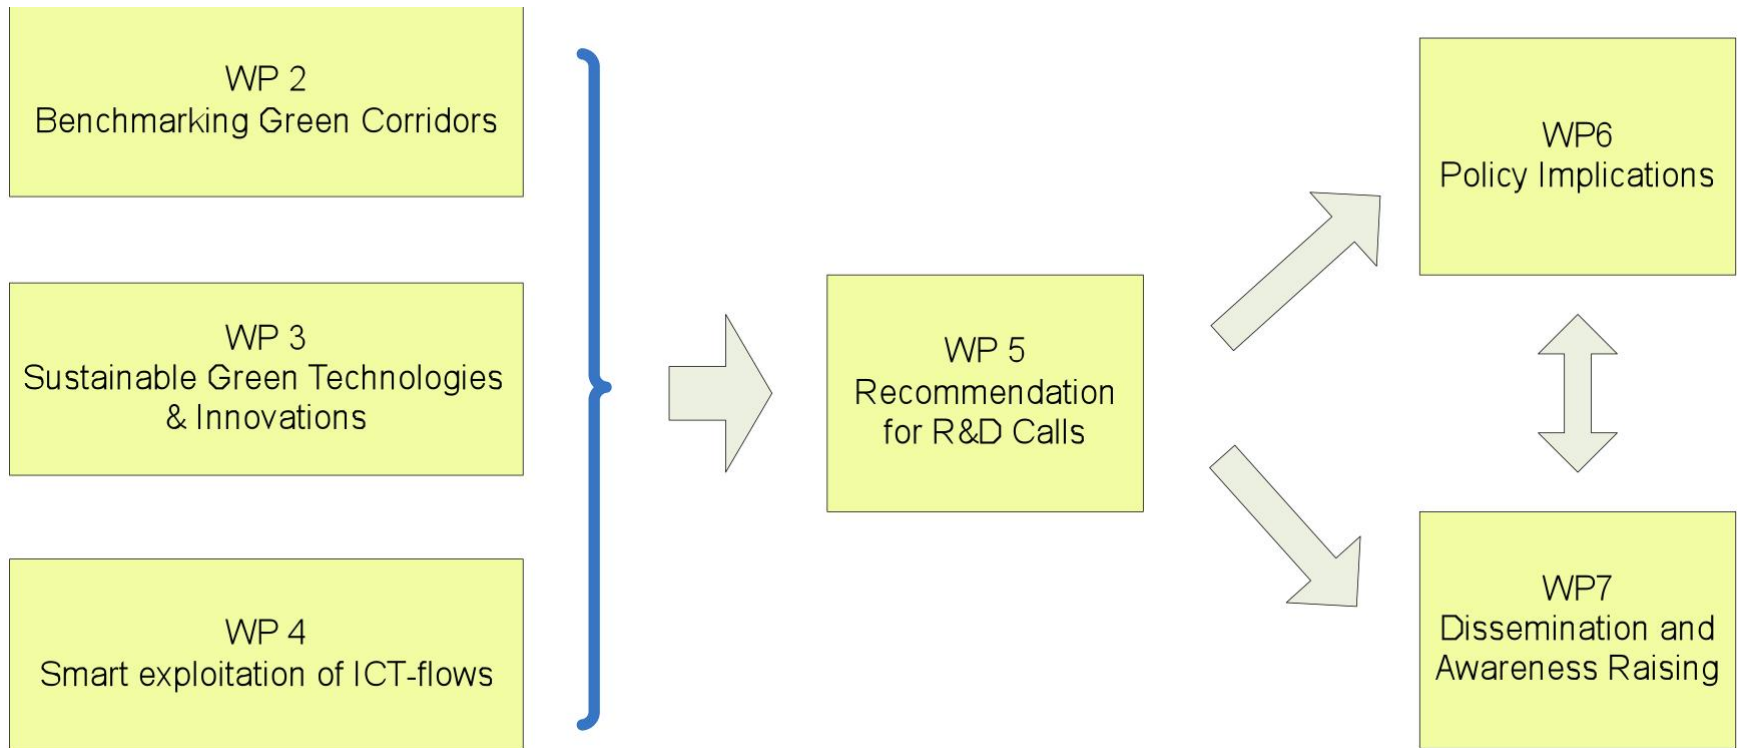 WP 2
Benchmarking Green Corridors
WP 3
Sustainable Green Technologies
& Innovations
WP 4
Smart exploitation of ICT-flows
WP 5
Recommendation
for R&D Calls
WP6
Policy Implications
WP7
Dissemination and
Awareness Raising